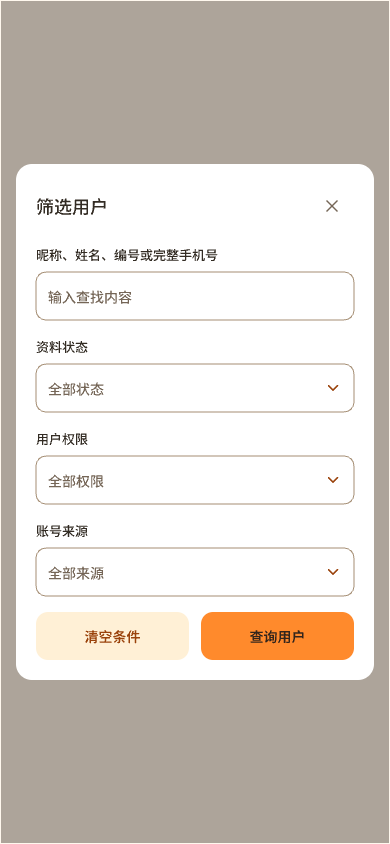 筛选用户
昵称、姓名、编号或完整手机号
输入查找内容
资料状态
全部状态
用户权限
全部权限
账号来源
全部来源
清空条件
查询用户